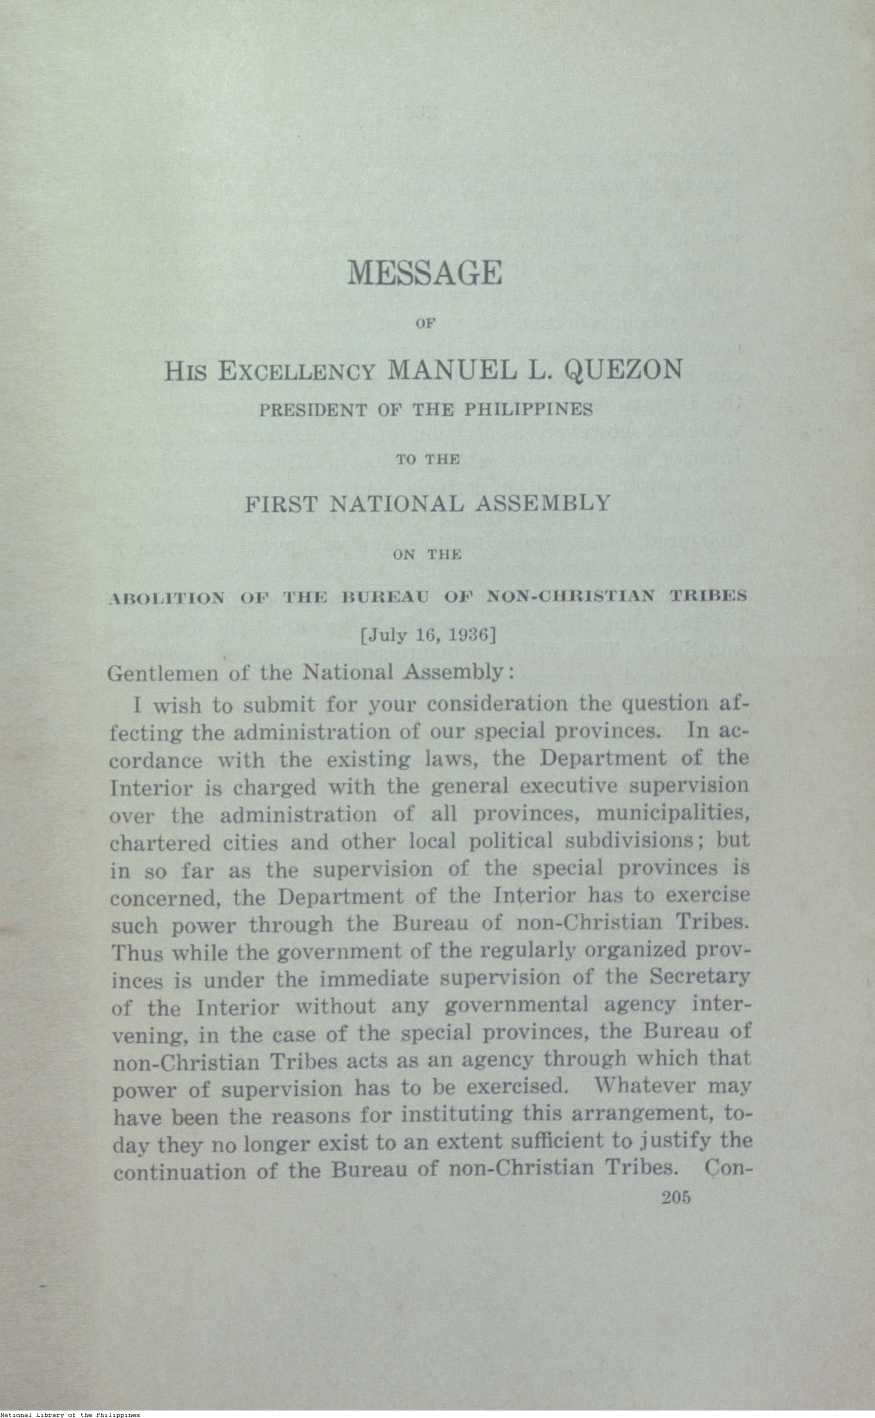 MESSAGE
OF
HIS EXCELLENCY MANUEL L. QUEZON
PRESIDENT OF THE PHILIPPINES
TO THE
FIRST NATIONAL ASSEMBLY
ON THE
ABOLITION OF THE BUREAU OF NON-CHRISTIAN TRIBES
[July 16, 1936]
Gentlemen of the National Assembly:
I wish to submit for your consideration the question af-
fecting the administration of our special provinces. In ac-
cordance with the existing laws, the Department of the
Interior is charged with the general executive supervision
over the administration of all provinces, municipalities,
chartered cities and other local political subdivisions; but
in so far as the supervision of the special provinces is
concerned, the Department of the Interior has to exercise
such power through the Bureau of non-Christian Tribes.
Thus while the government of the regularly organized prov-
inces is under the immediate supervision of the Secretary
of the Interior without any governmental agency inter-
vening, in the case of the special provinces, the Bureau of
non-Christian Tribes acts as an agency through which that
power of supervision has to be exercised. Whatever may
have been the reasons for instituting this arrangement, to-
day they no longer exist to an extent sufficient to justify the
continuation of the Bureau of non-Christian Tribes. Con-
205
National Library of the Philippines